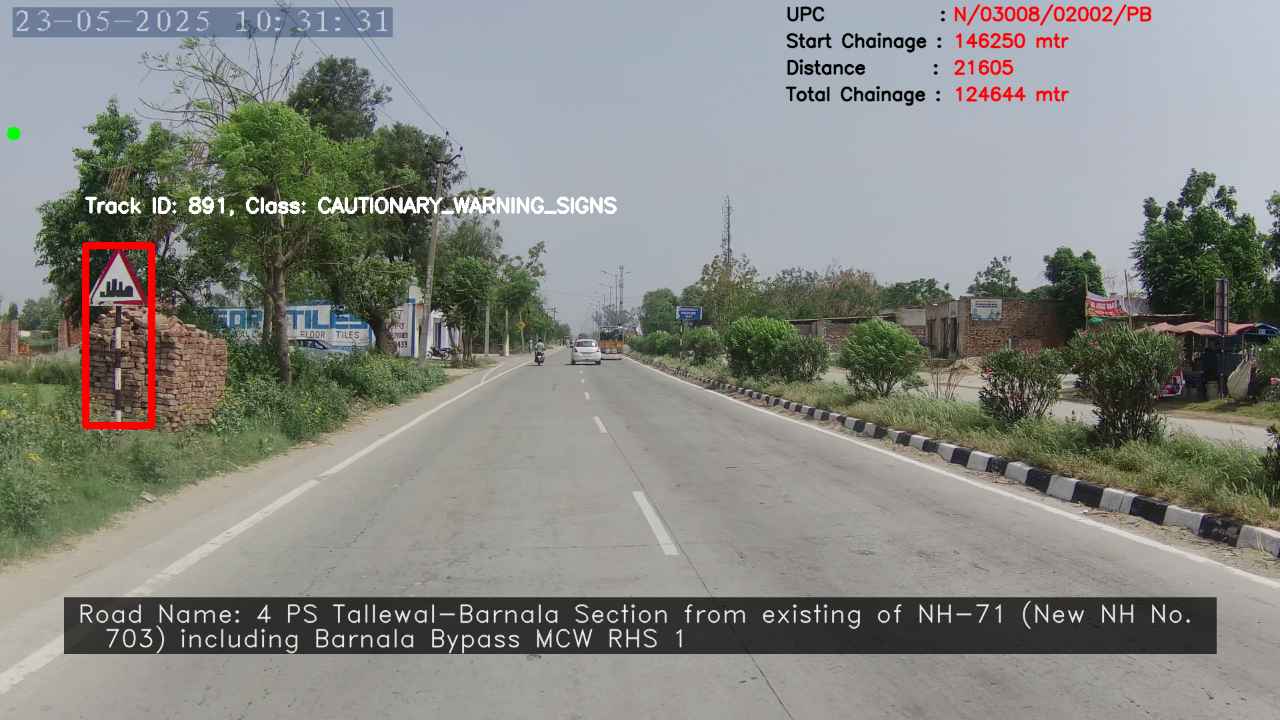 23-05-2025 10:31:31
UPC : N/03008/02002/PB
Start Chainage : 146250 mtr
Distance : 21605
Total Chainage : 124644 mtr
Track ID: 891, Class: CAUTIONARY_WARNING_SIGNS
TILES
FLOOR TILES
Road Name: 4 PS Tallewal-Barnala Section from existing of NH-71 (New NH No.
703) including Barnala Bypass MCW RHS 1